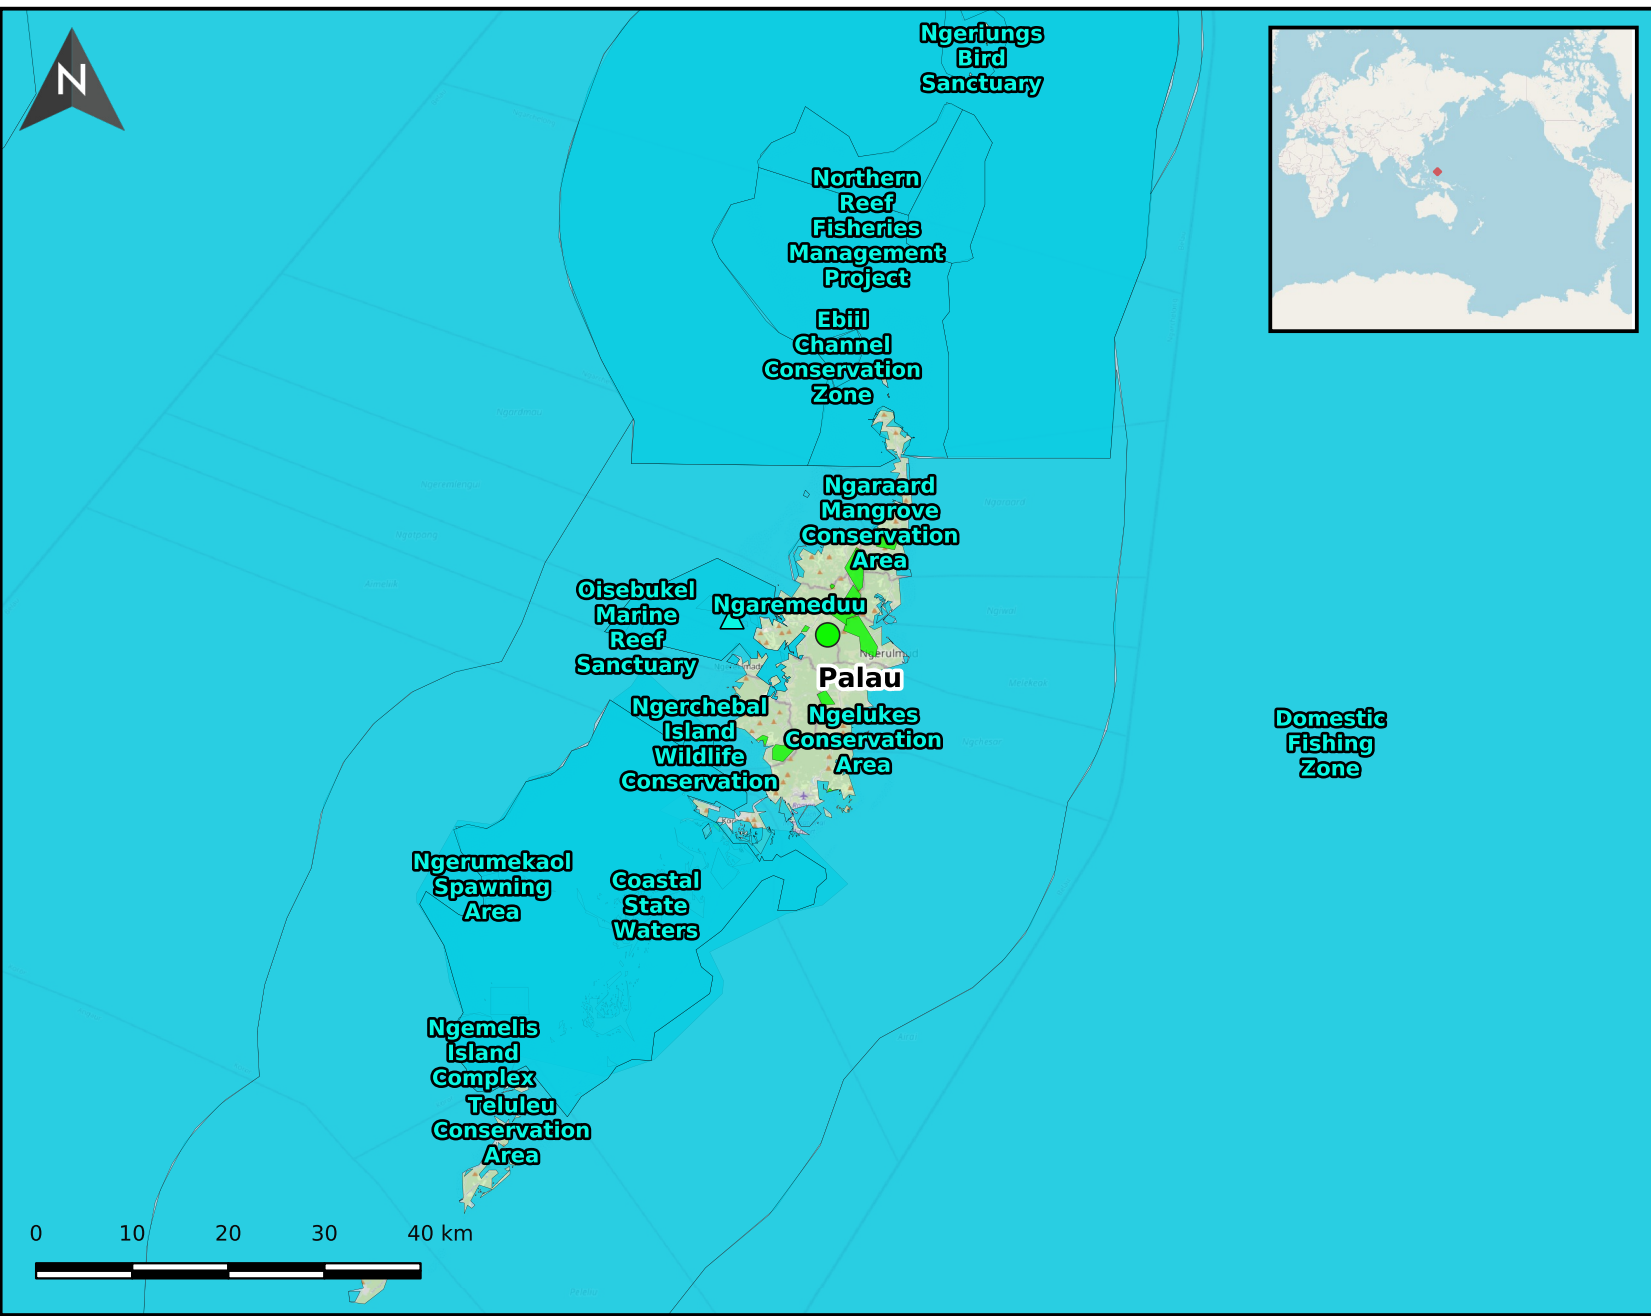 N
Ngeriungs
Bird
Sanctuary
Northern
Reef
Fisheries
Management
Project
Ebiil
Channel
Conservation
Zone
Ngaraard
Mangrove
Conservation
Area
Oisebukel
Marine
Reef
Sanctuary
Ngaremeduu
Ngerulmud
Palau
Ngerchebal
Island
Wildlife
Conservation
Ngelukes
Conservation
Area
Domestic
Fishing
Zone
Ngerumekaol
Spawning
Area
Coastal
State
Waters
Ngemelis
Island
Complex
Teluleu
Conservation
Area
0 10 20 30 40 km